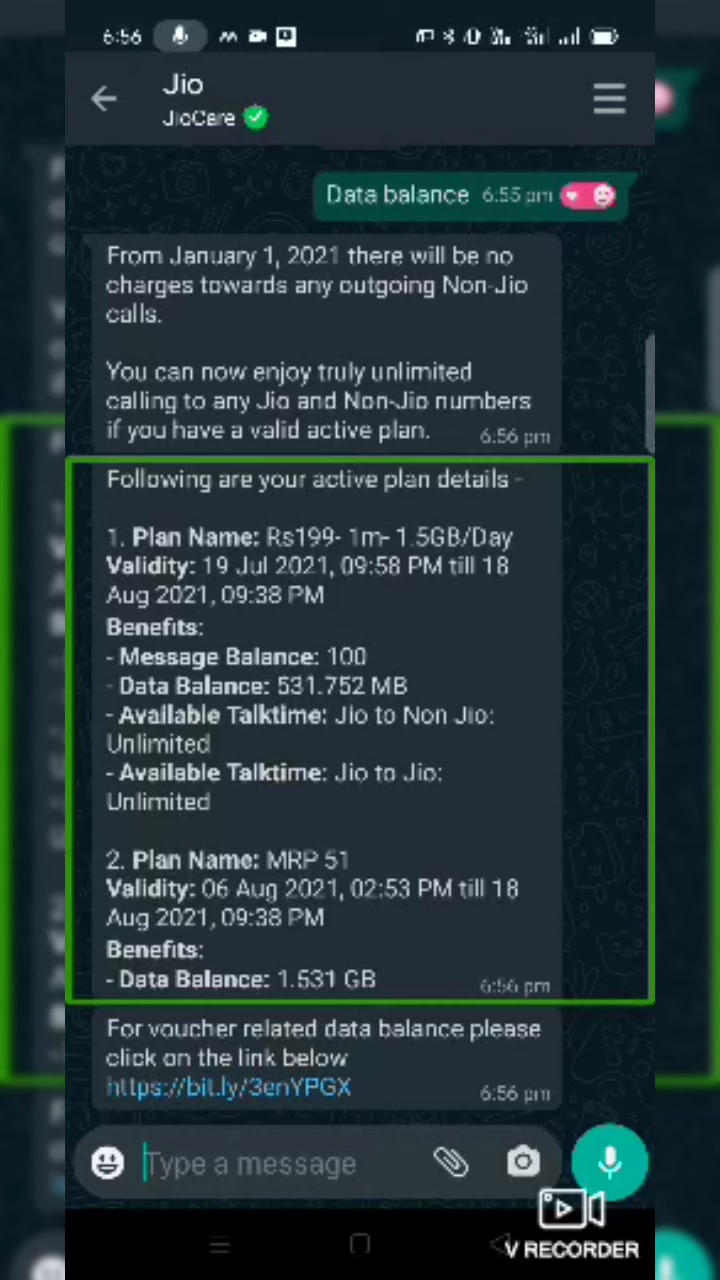 6:56
Jio
JioCare
Data balance 6:55 pm
From January 1, 2021 there will be no
charges towards any outgoing Non-Jio
calls.
You can now enjoy truly unlimited
calling to any Jio and Non-Jio numbers
if you have a valid active plan. 6:56 pm
Following are your active plan details -
1. Plan Name: Rs199- 1m- 1.5GB/Day
Validity: 19 Jul 2021, 09:58 PM till 18
Aug 2021, 09:38 PM
Benefits:
- Message Balance: 100
- Data Balance: 531.752 MB
- Available Talktime: Jio to Non Jio:
Unlimited
- Available Talktime: Jio to Jio:
Unlimited
2. Plan Name: MRP 51
Validity: 06 Aug 2021, 02:53 PM till 18
Aug 2021, 09:38 PM
Benefits:
- Data Balance: 1.531 GB 6:56 pm
For voucher related data balance please
click on the link below
https://bit.ly/3enYPGX 6:56 pm
Type a message
V RECORDER